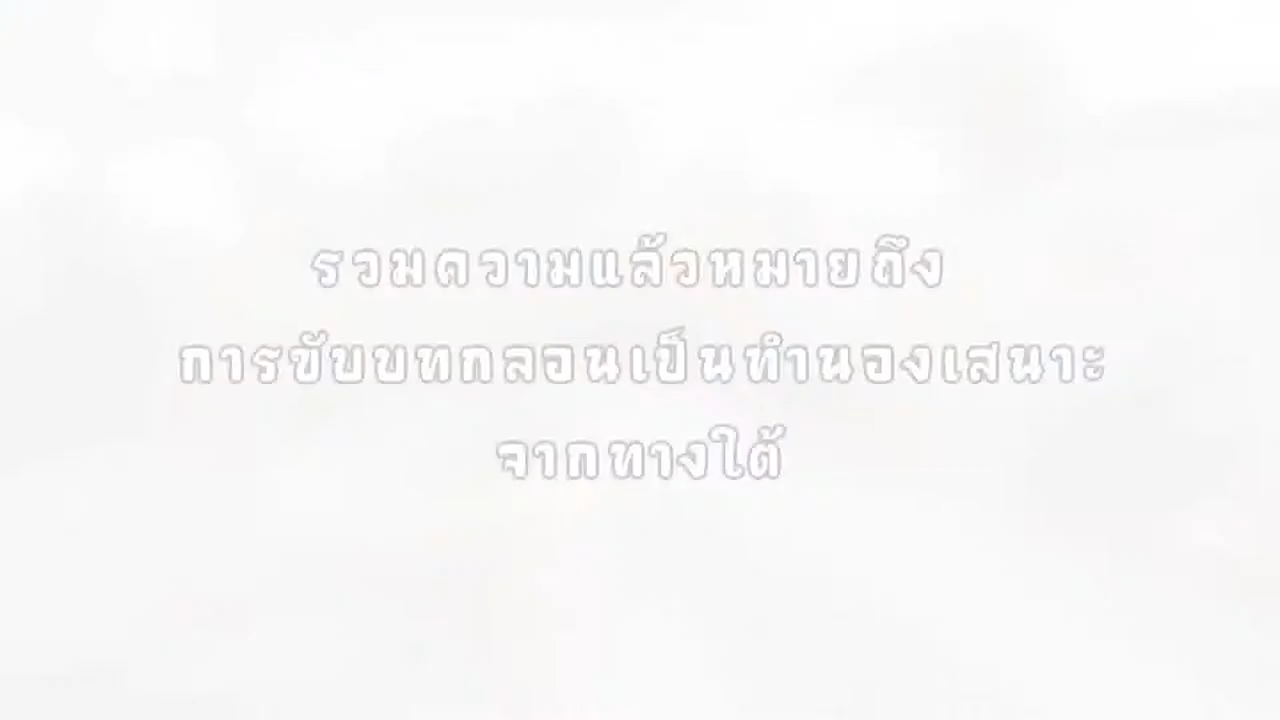 รวมความแล้วหมายถึง
การขับบทกลอนเป็นทำนองเสนาะ
จากทางใต้